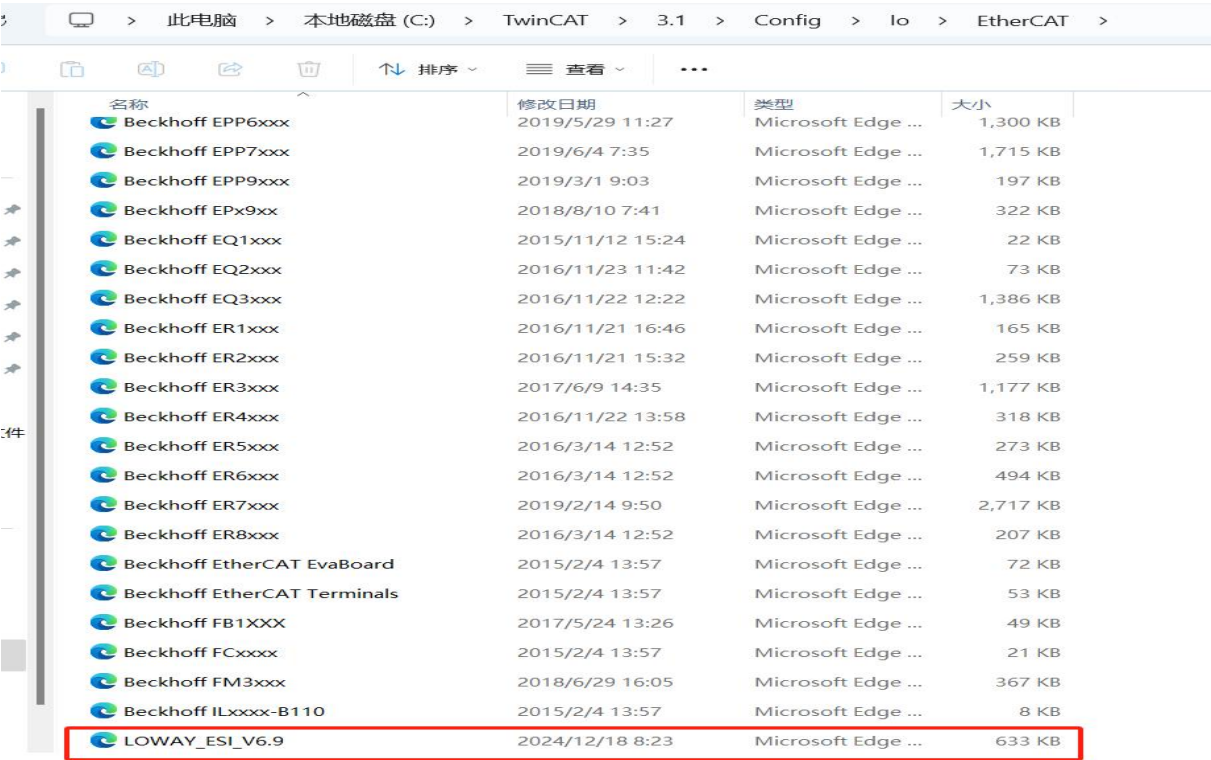 > 此电脑 > 本地磁盘 (C:) > TwinCAT > 3.1 > Config > Io > EtherCAT >
排序 查看 ...
名称 修改日期 类型 大小
Beckhoff EPP6xxx 2019/5/29 11:27 Microsoft Edge ... 1,300 KB
Beckhoff EPP7xxx 2019/6/4 7:35 Microsoft Edge ... 1,715 KB
Beckhoff EPP9xxx 2019/3/1 9:03 Microsoft Edge ... 197 KB
Beckhoff EPx9xx 2018/8/10 7:41 Microsoft Edge ... 322 KB
Beckhoff EQ1xxx 2015/11/12 15:24 Microsoft Edge ... 22 KB
Beckhoff EQ2xxx 2016/11/23 11:42 Microsoft Edge ... 73 KB
Beckhoff EQ3xxx 2016/11/22 12:22 Microsoft Edge ... 1,386 KB
Beckhoff ER1xxx 2016/11/21 16:46 Microsoft Edge ... 165 KB
Beckhoff ER2xxx 2016/11/21 15:32 Microsoft Edge ... 259 KB
Beckhoff ER3xxx 2017/6/9 14:35 Microsoft Edge ... 1,177 KB
Beckhoff ER4xxx 2016/11/22 13:58 Microsoft Edge ... 318 KB
件
Beckhoff ER5xxx 2016/3/14 12:52 Microsoft Edge ... 273 KB
Beckhoff ER6xxx 2016/3/14 12:52 Microsoft Edge ... 494 KB
Beckhoff ER7xxx 2019/2/14 9:50 Microsoft Edge ... 2,717 KB
Beckhoff ER8xxx 2016/3/14 12:52 Microsoft Edge ... 207 KB
Beckhoff EtherCAT EvaBoard 2015/2/4 13:57 Microsoft Edge ... 72 KB
Beckhoff EtherCAT Terminals 2015/2/4 13:57 Microsoft Edge ... 53 KB
Beckhoff FB1XXX 2017/5/24 13:26 Microsoft Edge ... 49 KB
Beckhoff FCxxxx 2015/2/4 13:57 Microsoft Edge ... 21 KB
Beckhoff FM3xxx 2018/6/29 16:05 Microsoft Edge ... 367 KB
Beckhoff ILxxxx-B110 2015/2/4 13:57 Microsoft Edge ... 8 KB
LOWAY_ESI_V6.9 2024/12/18 8:23 Microsoft Edge ... 633 KB